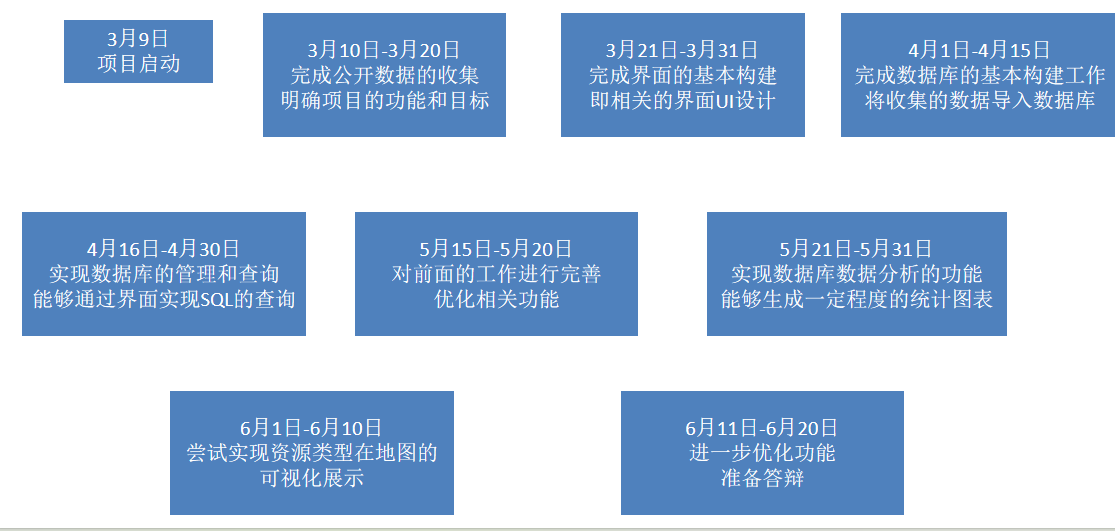 3月9日
项目启动
3月10日-3月20日
完成公开数据的收集
明确项目的功能和目标
3月21日-3月31日
完成界面的基本构建
即相关的界面UI设计
4月1日-4月15日
完成数据库的基本构建工作
将收集的数据导入数据库
4月16日-4月30日
实现数据库的管理和查询
能够通过界面实现SQL的查询
5月15日-5月20日
对前面的工作进行完善
优化相关功能
5月21日-5月31日
实现数据库数据分析的功能
能够生成一定程度的统计图表
6月1日-6月10日
尝试实现资源类型在地图的
可视化展示
6月11日-6月20日
进一步优化功能
准备答辩